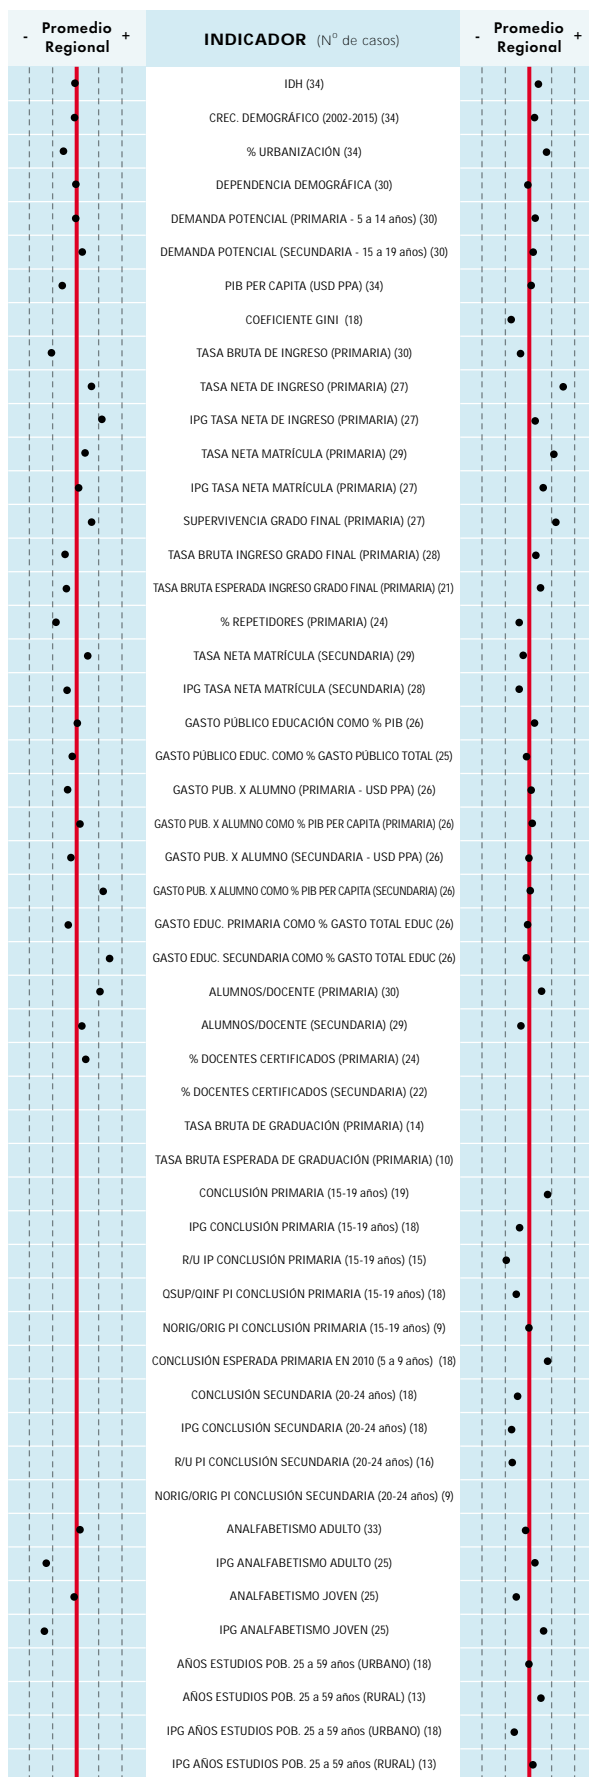 - Promedio Regional +
INDICADOR (Nº de casos)
- Promedio Regional +
IDH (34)
CREC. DEMOGRÁFICO (2002-2015) (34)
% URBANIZACIÓN (34)
DEPENDENCIA DEMOGRÁFICA (30)
DEMANDA POTENCIAL (PRIMARIA - 5 a 14 años) (30)
DEMANDA POTENCIAL (SECUNDARIA - 15 a 19 años) (30)
PIB PER CAPITA (USD PPA) (34)
COEFICIENTE GINI (18)
TASA BRUTA DE INGRESO (PRIMARIA) (30)
TASA NETA DE INGRESO (PRIMARIA) (27)
IPG TASA NETA DE INGRESO (PRIMARIA) (27)
TASA NETA MATRÍCULA (PRIMARIA) (29)
IPG TASA NETA MATRÍCULA (PRIMARIA) (27)
SUPERVIVENCIA GRADO FINAL (PRIMARIA) (27)
TASA BRUTA INGRESO GRADO FINAL (PRIMARIA) (28)
TASA BRUTA ESPERADA INGRESO GRADO FINAL (PRIMARIA) (21)
% REPETIDORES (PRIMARIA) (24)
TASA NETA MATRÍCULA (SECUNDARIA) (29)
IPG TASA NETA MATRÍCULA (SECUNDARIA) (28)
GASTO PÚBLICO EDUCACIÓN COMO % PIB (26)
GASTO PÚBLICO EDUC. COMO % GASTO PÚBLICO TOTAL (25)
GASTO PUB. X ALUMNO (PRIMARIA - USD PPA) (26)
GASTO PUB. X ALUMNO COMO % PIB PER CAPITA (PRIMARIA) (26)
GASTO PUB. X ALUMNO (SECUNDARIA - USD PPA) (26)
GASTO PUB. X ALUMNO COMO % PIB PER CAPITA (SECUNDARIA) (26)
GASTO EDUC. PRIMARIA COMO % GASTO TOTAL EDUC (26)
GASTO EDUC. SECUNDARIA COMO % GASTO TOTAL EDUC (26)
ALUMNOS/DOCENTE (PRIMARIA) (30)
ALUMNOS/DOCENTE (SECUNDARIA) (29)
% DOCENTES CERTIFICADOS (PRIMARIA) (24)
% DOCENTES CERTIFICADOS (SECUNDARIA) (22)
TASA BRUTA DE GRADUACIÓN (PRIMARIA) (14)
TASA BRUTA ESPERADA DE GRADUACIÓN (PRIMARIA) (10)
CONCLUSIÓN PRIMARIA (15-19 años) (19)
IPG CONCLUSIÓN PRIMARIA (15-19 años) (18)
R/U IP CONCLUSIÓN PRIMARIA (15-19 años) (15)
QSUP/QINF PI CONCLUSIÓN PRIMARIA (15-19 años) (18)
NORIG/ORIG PI CONCLUSIÓN PRIMARIA (15-19 años) (9)
CONCLUSIÓN ESPERADA PRIMARIA EN 2010 (5 a 9 años) (18)
CONCLUSIÓN SECUNDARIA (20-24 años) (18)
IPG CONCLUSIÓN SECUNDARIA (20-24 años) (18)
R/U PI CONCLUSIÓN SECUNDARIA (20-24 años) (16)
NORIG/ORIG PI CONCLUSIÓN SECUNDARIA (20-24 años) (9)
ANALFABETISMO ADULTO (33)
IPG ANALFABETISMO ADULTO (25)
ANALFABETISMO JOVEN (25)
IPG ANALFABETISMO JOVEN (25)
AÑOS ESTUDIOS POB. 25 a 59 años (URBANO) (18)
AÑOS ESTUDIOS POB. 25 a 59 años (RURAL) (13)
IPG AÑOS ESTUDIOS POB. 25 a 59 años (URBANO) (18)
IPG AÑOS ESTUDIOS POB. 25 a 59 años (RURAL) (13)